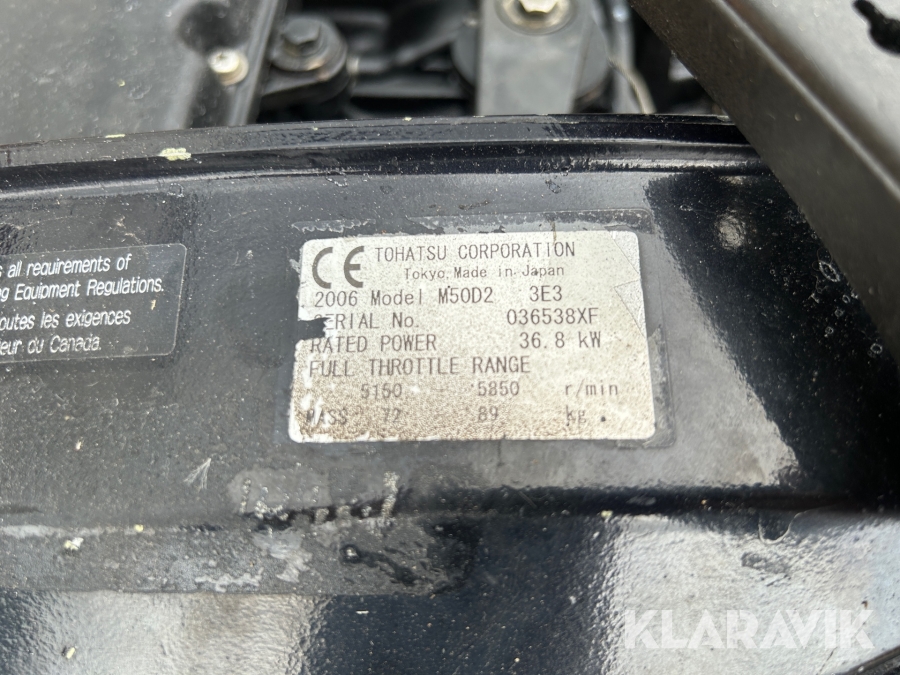 s all requirements of
ng Equipment Regulations.
outes les exigences
ieur du Canada.
CE TOHATSU CORPORATION
Tokyo, Made in Japan
2006 Model M50D2 3E3
SERIAL No. 036538XF
RATED POWER 36.8 kW
FULL THROTTLE RANGE
5150 5850 r/min
MASS 72 89 kg.
KLARAVIK